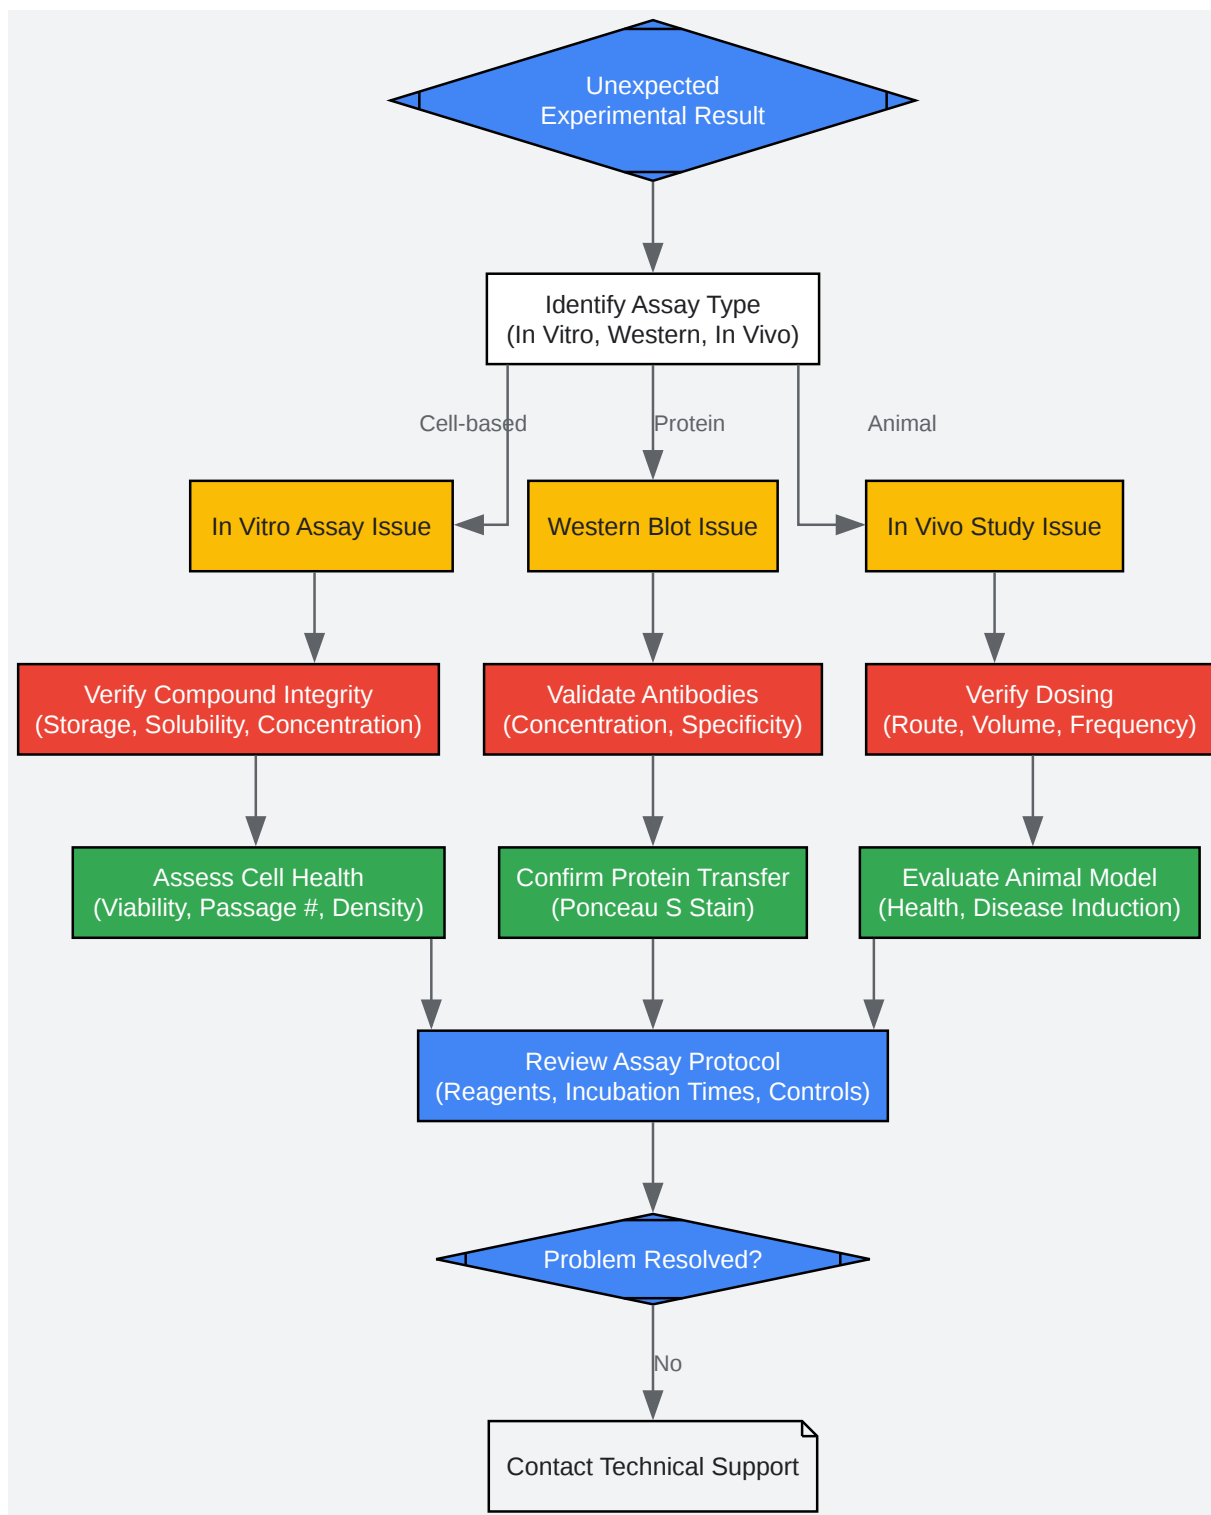 Unexpected
Experimental Result
Identify Assay Type
(In Vitro, Western, In Vivo)
Cell-based
Protein
Animal
In Vitro Assay Issue
Western Blot Issue
In Vivo Study Issue
Verify Compound Integrity
(Storage, Solubility, Concentration)
Validate Antibodies
(Concentration, Specificity)
Verify Dosing
(Route, Volume, Frequency)
Assess Cell Health
(Viability, Passage #, Density)
Confirm Protein Transfer
(Ponceau S Stain)
Evaluate Animal Model
(Health, Disease Induction)
Review Assay Protocol
(Reagents, Incubation Times, Controls)
Problem Resolved?
No
Contact Technical Support